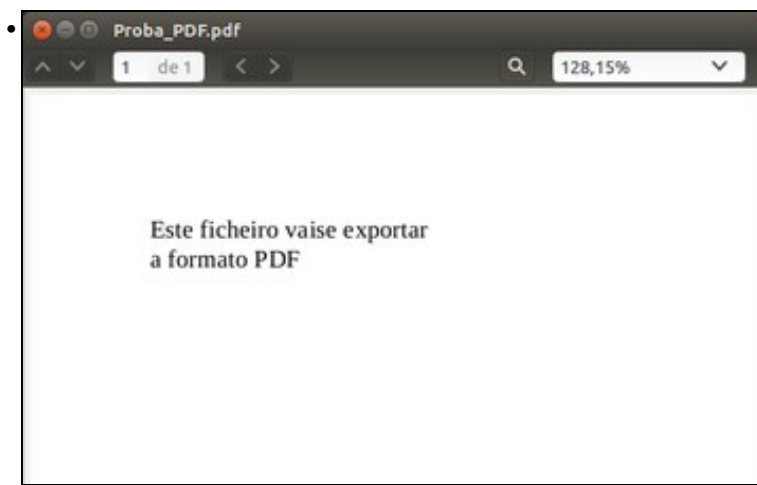 Proba_PDF.pdf
1 de 1
128,15%
Este ficheiro vaise exportar
a formato PDF